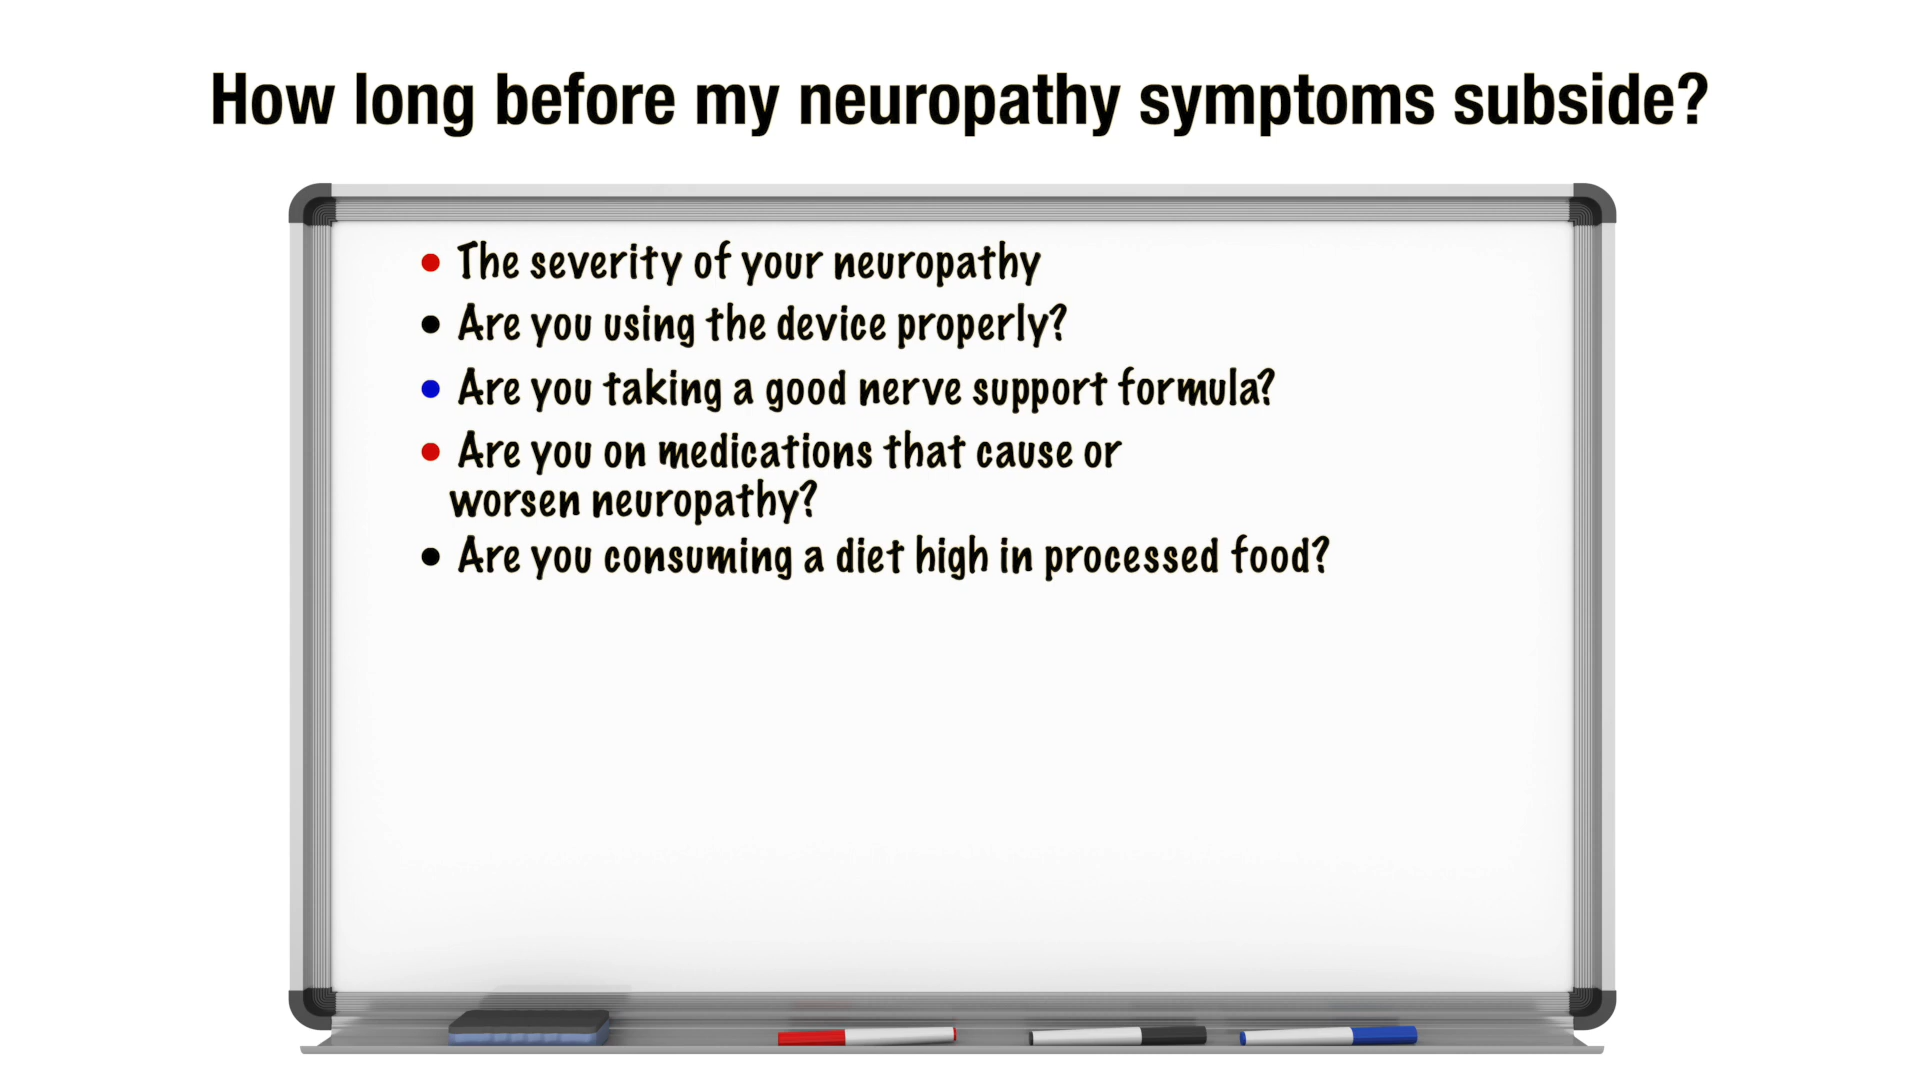 How long before my neuropathy symptoms subside?
• The severity of your neuropathy
• Are you using the device properly?
• Are you taking a good nerve support formula?
• Are you on medications that cause or
worsen neuropathy?
• Are you consuming a diet high in processed food?